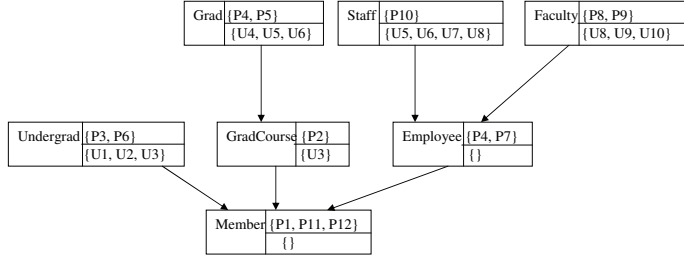 Grad {P4, P5}
{U4, U5, U6}
Staff {P10}
{U5, U6, U7, U8}
Faculty {P8, P9}
{U8, U9, U10}
Undergrad {P3, P6}
{U1, U2, U3}
GradCourse {P2}
{U3}
Employee {P4, P7}
{}
Member {P1, P11, P12}
{}